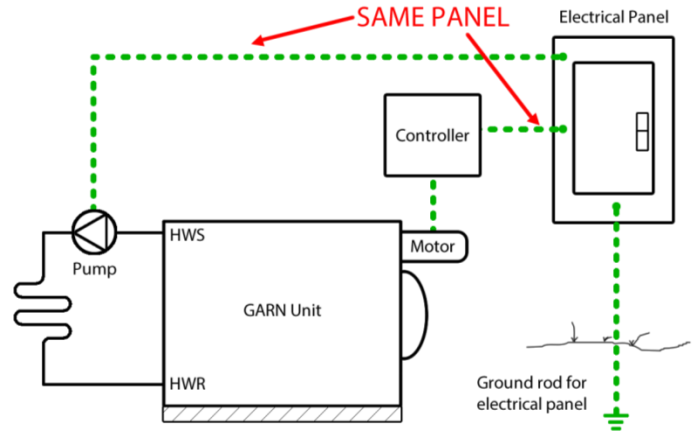 SAME PANEL
Electrical Panel
Controller
HWS
Motor
Pump
GARN Unit
HWR
Ground rod for
electrical panel